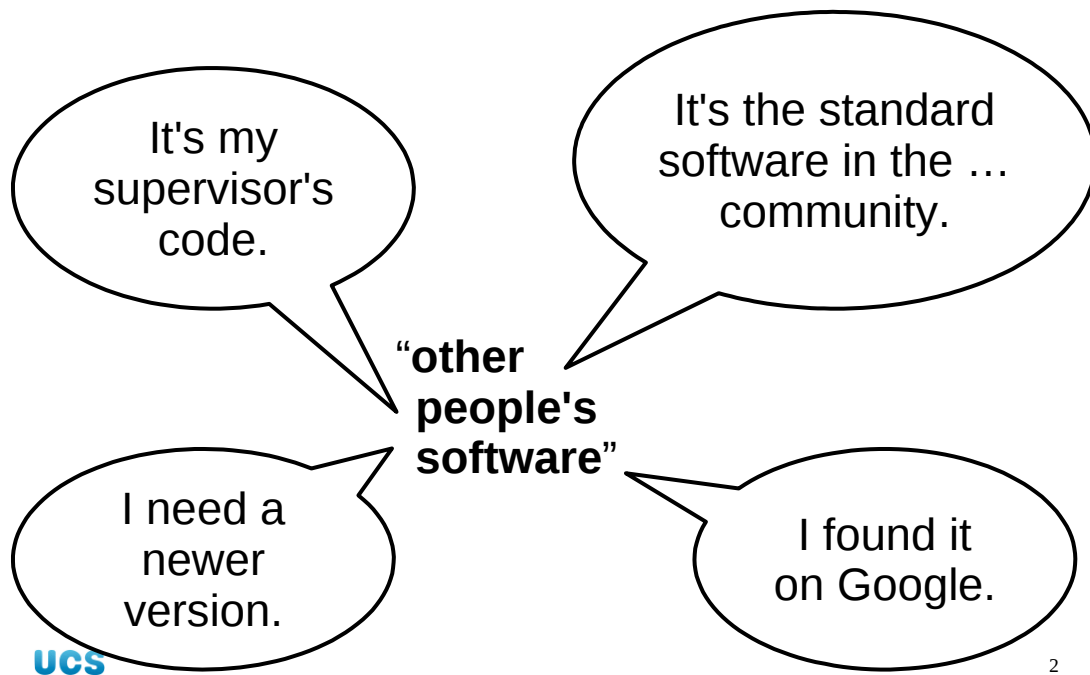 It's my
supervisor's
code.
It's the standard
software in the …
community.
“other
people's
software”
I need a
newer
version.
I found it
on Google.
UCS
2